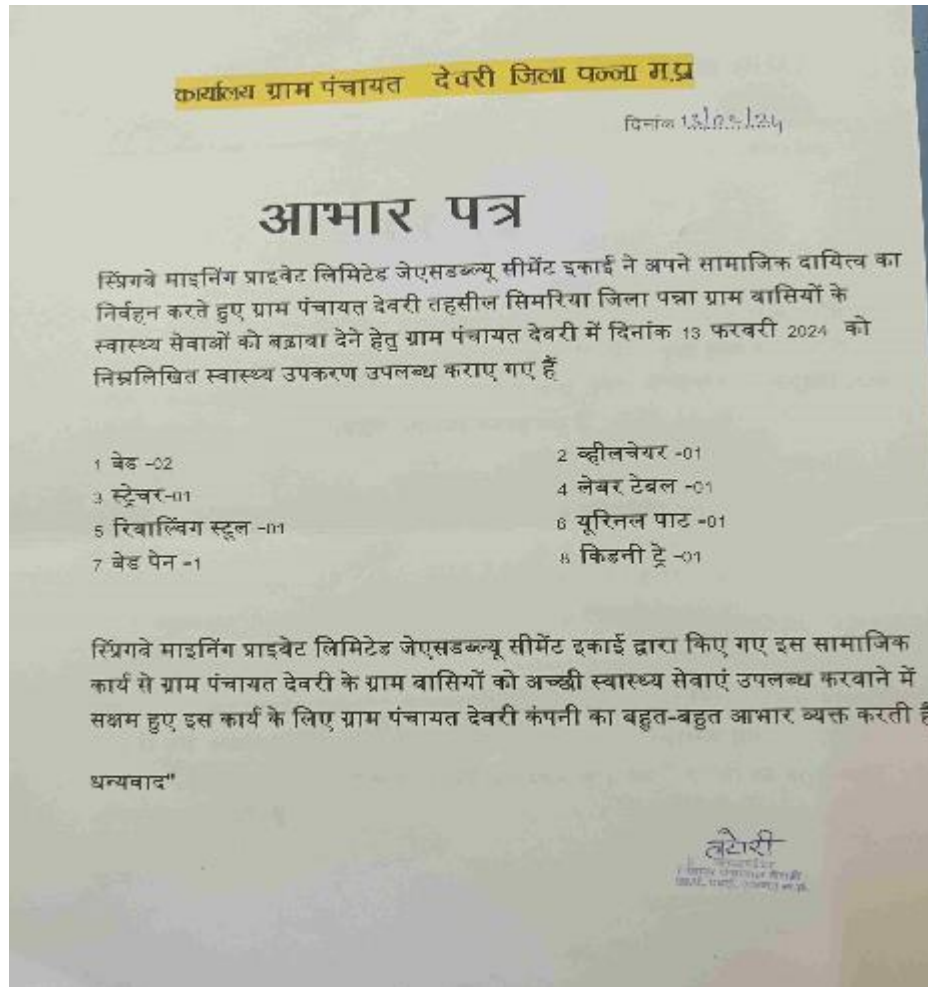 कार्यालय ग्राम पंचायत देवरी जिला पन्ना म.प्र
दिनांक 13/02/24
आभार पत्र
स्प्रिंगवे माइनिंग प्राइवेट लिमिटेड जेएसडब्ल्यू सीमेंट इकाई ने अपने सामाजिक दायित्व का
निर्वहन करते हुए ग्राम पंचायत देवरी तहसील सिमरिया जिला पन्ना ग्राम वासियों के
स्वास्थ्य सेवाओं को बढ़ावा देने हेतु ग्राम पंचायत देवरी में दिनांक 13 फरवरी 2024 को
निम्नलिखित स्वास्थ्य उपकरण उपलब्ध कराए गए हैं
1 बेड -02 2 व्हीलचेयर -01
3 स्ट्रेचर-01 4 लेबर टेबल -01
5 रिवाल्विंग स्टूल -01 6 यूरिनल पाट -01
7 बेड पेन -1 8 किडनी ट्रे -01
स्प्रिंगवे माइनिंग प्राइवेट लिमिटेड जेएसडब्ल्यू सीमेंट इकाई द्वारा किए गए इस सामाजिक
कार्य से ग्राम पंचायत देवरी के ग्राम वासियों को अच्छी स्वास्थ्य सेवाएं उपलब्ध करवाने में
सक्षम हुए इस कार्य के लिए ग्राम पंचायत देवरी कंपनी का बहुत-बहुत आभार व्यक्त करती है
धन्यवाद"